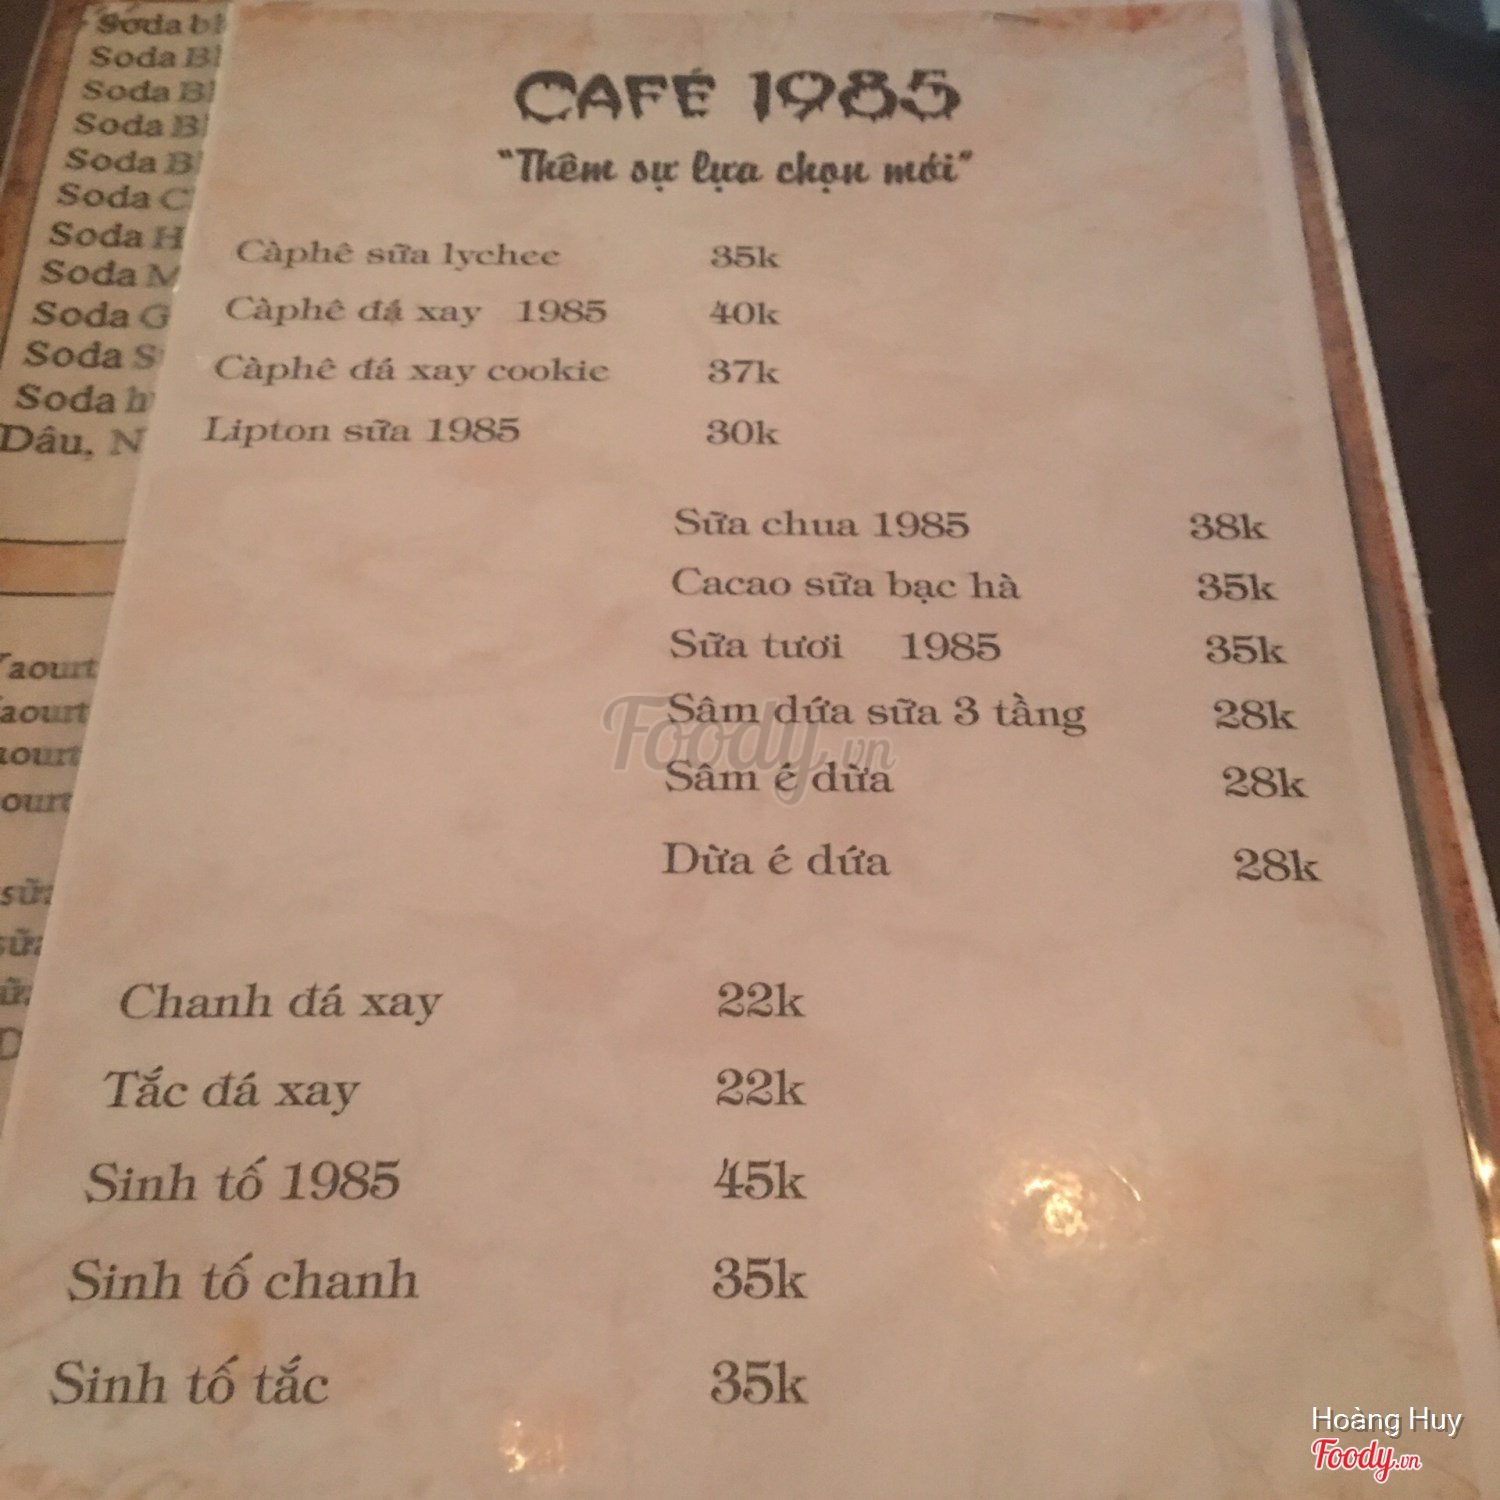 CAFÉ 1985
"Thêm sự lựa chọn mới"
Càphê sữa lychee 35k
Càphê đá xay 1985 40k
Càphê đá xay cookie 37k
Lipton sữa 1985 30k
Sữa chua 1985 38k
Cacao sữa bạc hà 35k
Sữa tươi 1985 35k
Sâm dứa sữa 3 tầng 28k
Foody.vn
Sâm é dừa 28k
Dừa é dứa 28k
Chanh đá xay 22k
Tắc đá xay 22k
Sinh tố 1985 45k
Sinh tố chanh 35k
Sinh tố tắc 35k
Soda
Soda
Soda
Soda
Soda
Soda
Soda
Soda
Soda
Soda
Soda
Dâu,
Hoàng Huy
Foody.vn